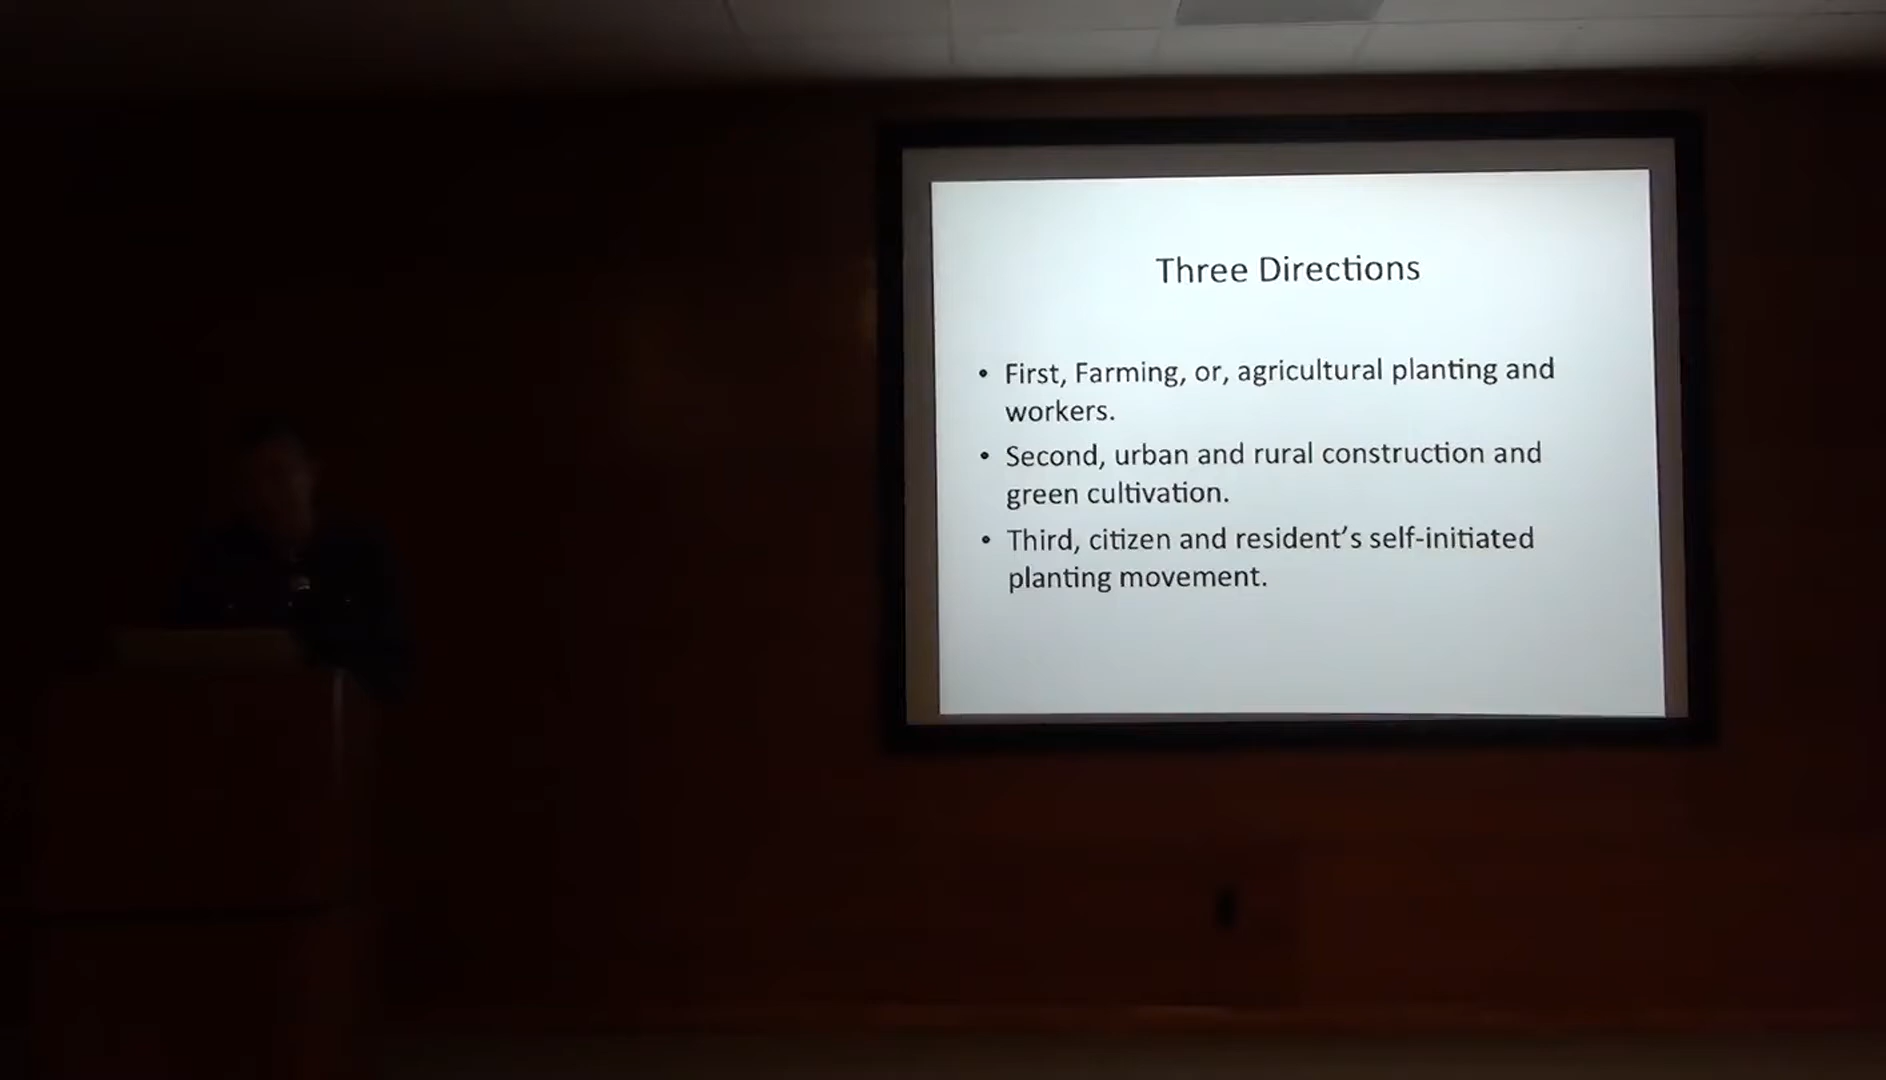 Three Directions
• First, Farming, or, agricultural planting and
workers.
• Second, urban and rural construction and
green cultivation.
• Third, citizen and resident’s self-initiated
planting movement.